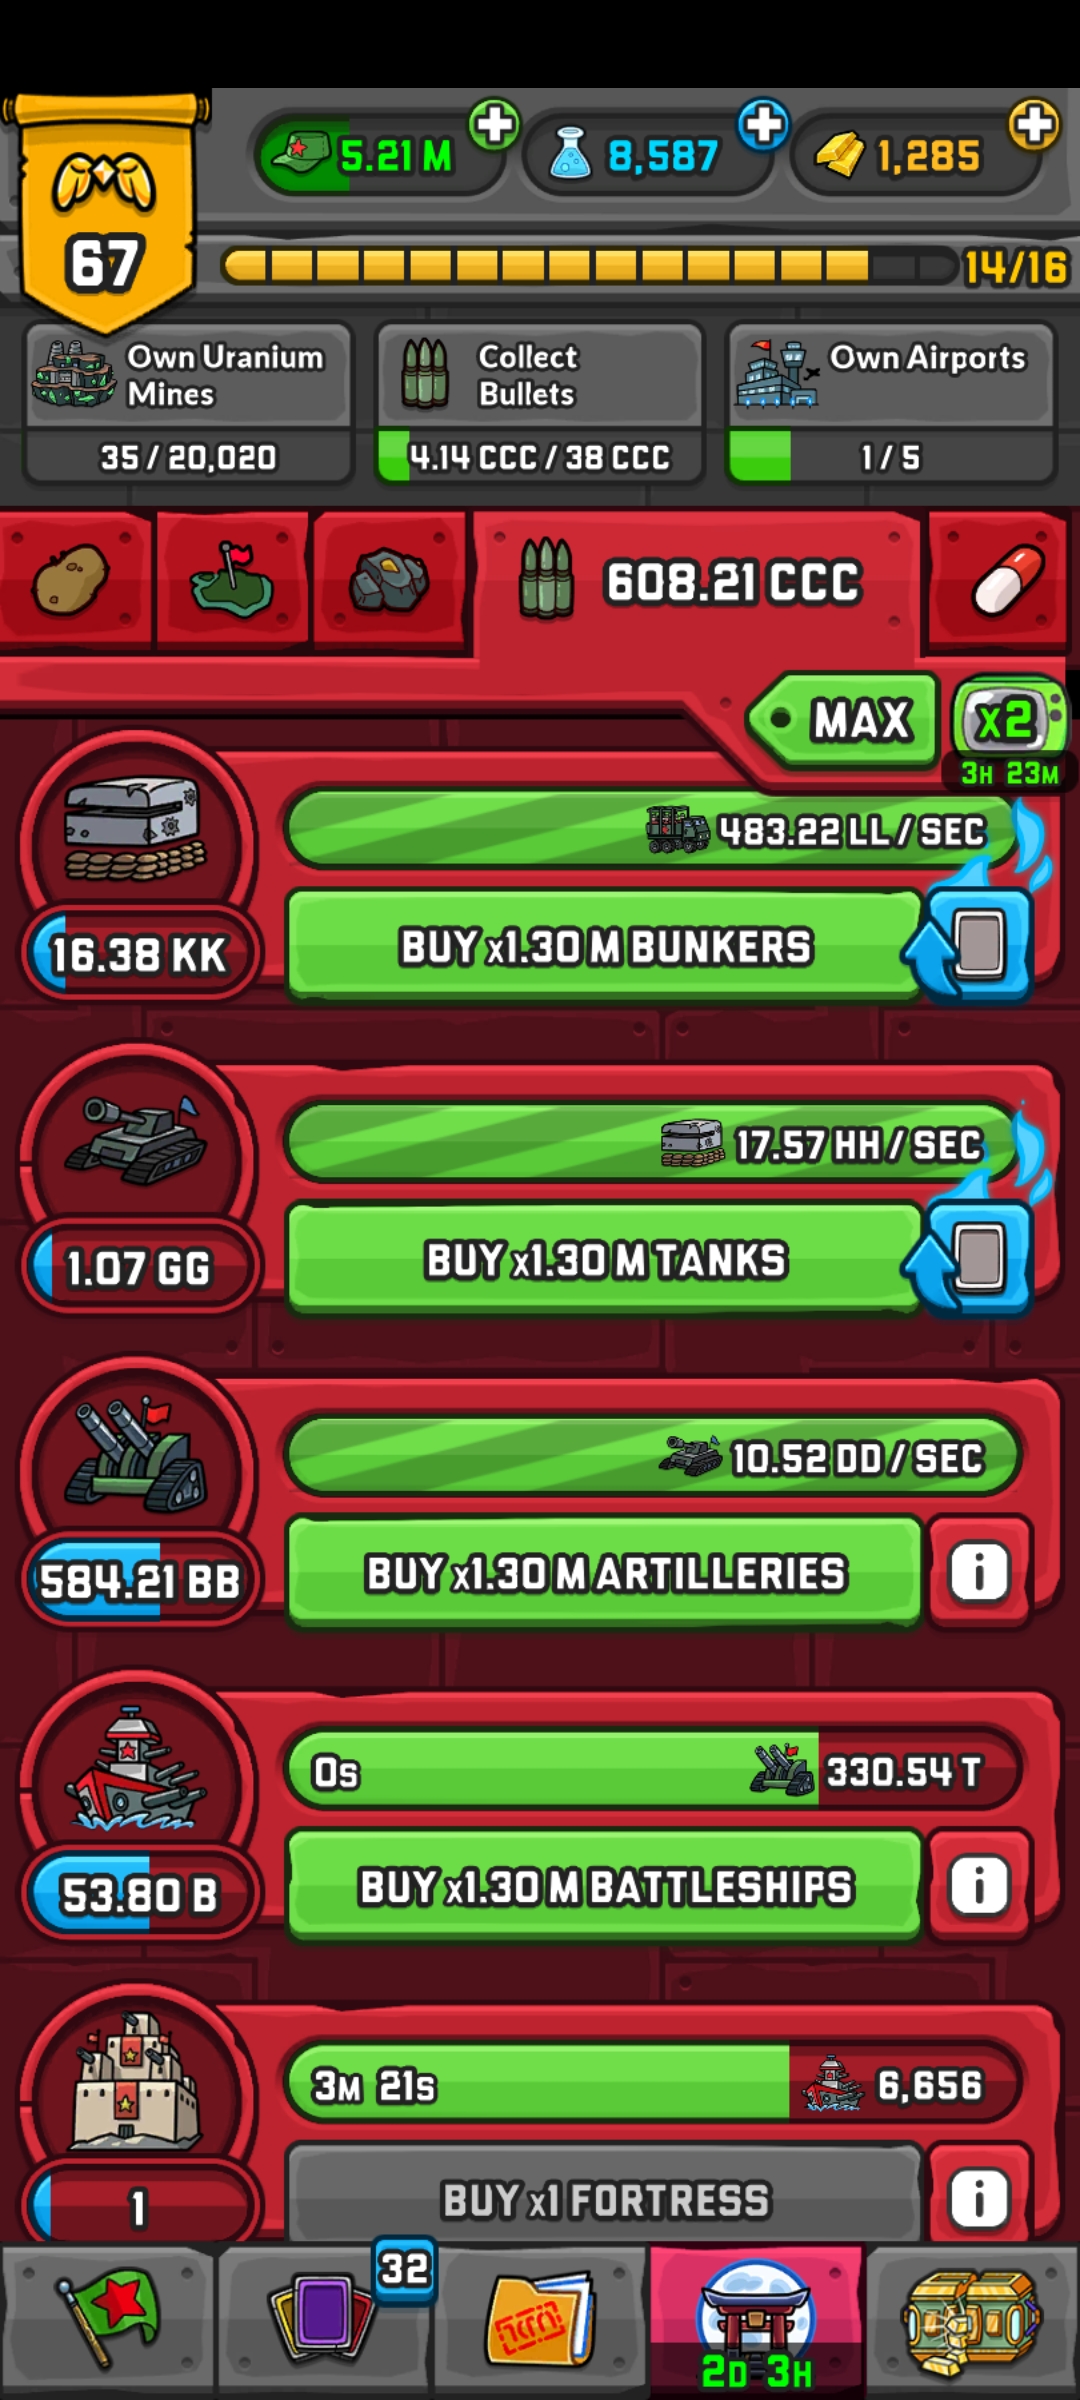 67
5.21 M
8,587
1,285
14/16
Own Uranium
Mines
35 / 20,020
Collect
Bullets
4.14 CCC / 38 CCC
Own Airports
1 / 5
608.21 CCC
MAX
x2
3H 23M
483.22 LL / SEC
16.38 KK
BUY x1.30 M BUNKERS
17.57 HH / SEC
1.07 GG
BUY x1.30 M TANKS
10.52 DD / SEC
584.21 BB
BUY x1.30 M ARTILLERIES
i
0s
330.54 T
53.80 B
BUY x1.30 M BATTLESHIPS
i
3M 21s
6,656
1
BUY x1 FORTRESS
i
32
2D 3H